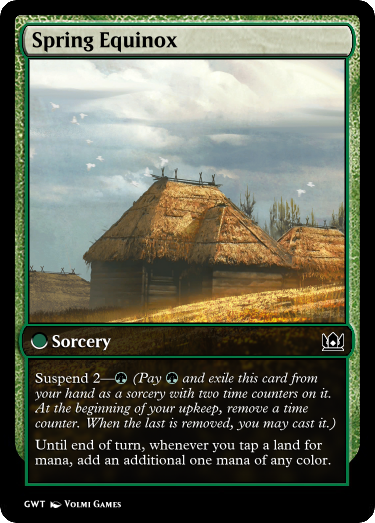 Spring Equinox
Sorcery
Suspend 2— (Pay and exile this card from
your hand as a sorcery with two time counters on it.
At the beginning of your upkeep, remove a time
counter. When the last is removed, you may cast it.)
Until end of turn, whenever you tap a land for
mana, add an additional one mana of any color.
GWT Volmi Games